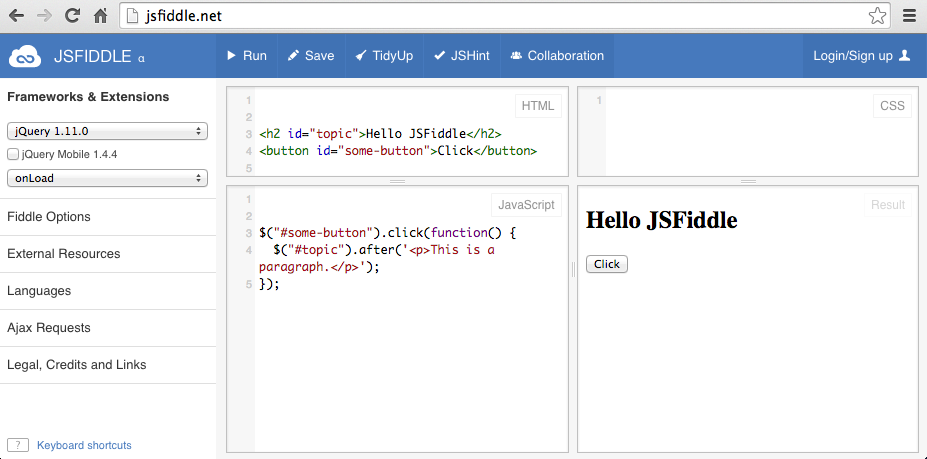 jsfiddle.net
JSFIDDLE α
Run
Save
TidyUp
JSHint
Collaboration
Login/Sign up
Frameworks & Extensions
jQuery 1.11.0
jQuery Mobile 1.4.4
onLoad
Fiddle Options
External Resources
Languages
Ajax Requests
Legal, Credits and Links
? Keyboard shortcuts
HTML
1
2
3 <h2 id="topic">Hello JSFiddle</h2>
4 <button id="some-button">Click</button>
5
CSS
1
JavaScript
1
2
3 $("#some-button").click(function() {
4 $("#topic").after('<p>This is a
paragraph.</p>');
5 });
Result
Hello JSFiddle
Click